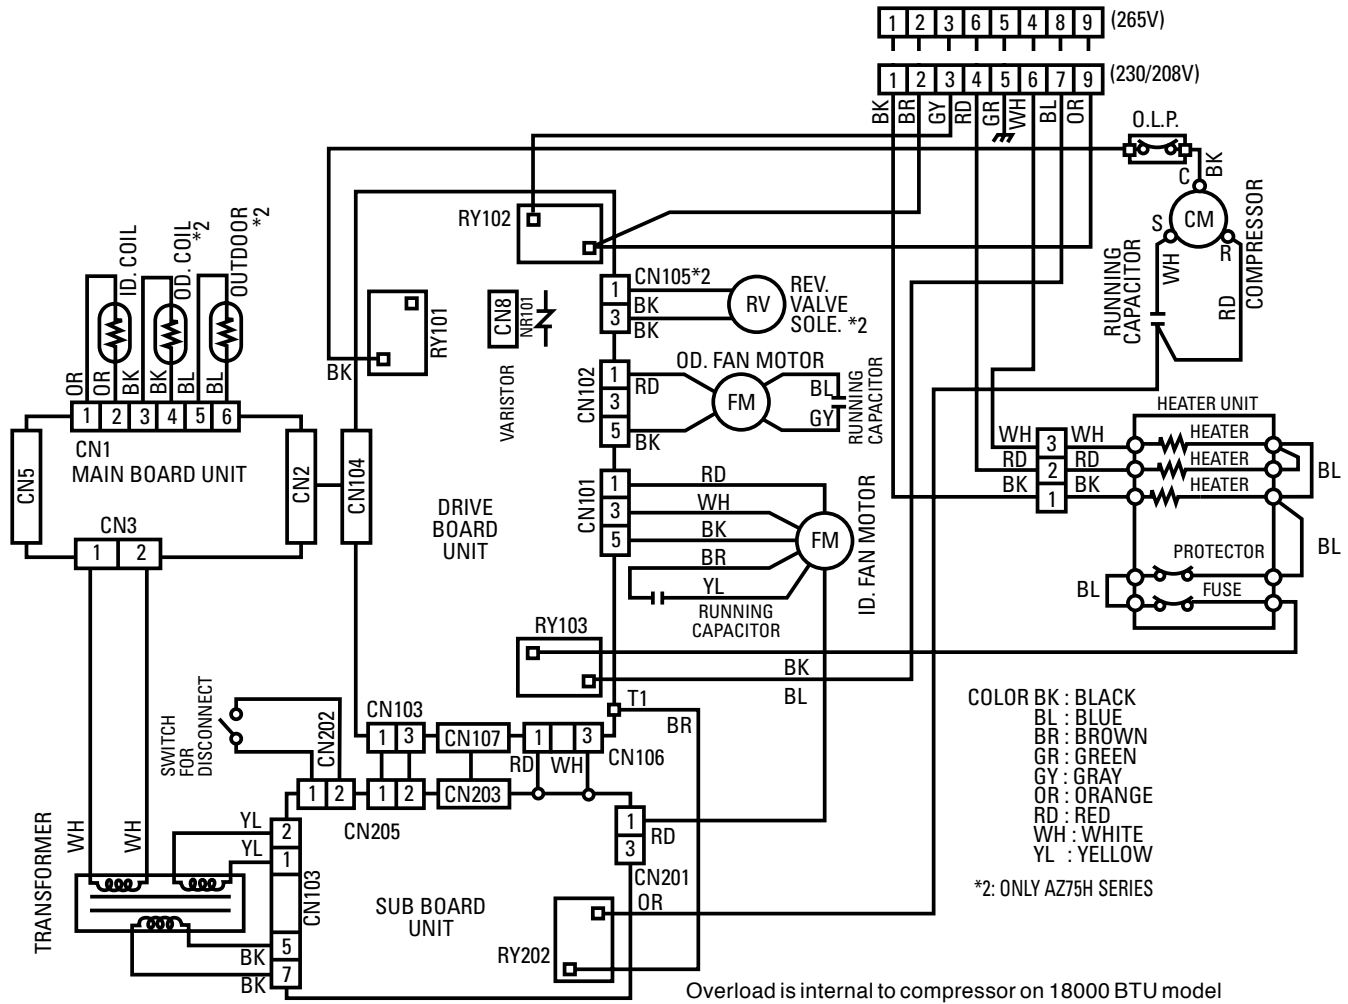 1 2 3 6 5 4 8 9 (265V)
1 2 3 4 5 6 7 9 (230/208V)
BK BR GY RD GR WH BL OR
O.L.P.
C BK
CM
S
R
WH
RD
COMPRESSOR
RUNNING
CAPACITOR
RY102
ID. COIL
OD. COIL
*2
OUTDOOR
*2
OR OR BK BK BL BL
1 2 3 4 5 6
CN1
MAIN BOARD UNIT
CN5
CN2
CN104
CN3
1 2
RY101
BK
CN8
NR101
VARISTOR
CN105*2
1
3
BK
BK
RV
REV.
VALVE
SOLE. *2
OD. FAN MOTOR
CN102
1
3
5
RD
BK
FM
BL
GY
RUNNING
CAPACITOR
CN101
1
3
5
RD
WH
BK
BR
YL
FM
ID. FAN MOTOR
RUNNING
CAPACITOR
DRIVE
BOARD
UNIT
HEATER UNIT
WH 3 WH HEATER
RD 2 RD HEATER
BK 1 BK HEATER
BL
BL
PROTECTOR
BL
FUSE
RY103
BK
BL
T1
BR
SWITCH
FOR
DISCONNECT
CN202
CN103
1 3
CN107
1 3
CN106
RD WH
1 2
1 2
CN203
CN205
1
3
RD
CN201
OR
TRANSFORMER
WH
WH
YL
YL
2
1
CN103
5
7
BK
BK
SUB BOARD
UNIT
RY202
COLOR BK : BLACK
BL : BLUE
BR : BROWN
GR : GREEN
GY : GRAY
OR : ORANGE
RD : RED
WH : WHITE
YL : YELLOW
*2: ONLY AZ75H SERIES
Overload is internal to compressor on 18000 BTU model